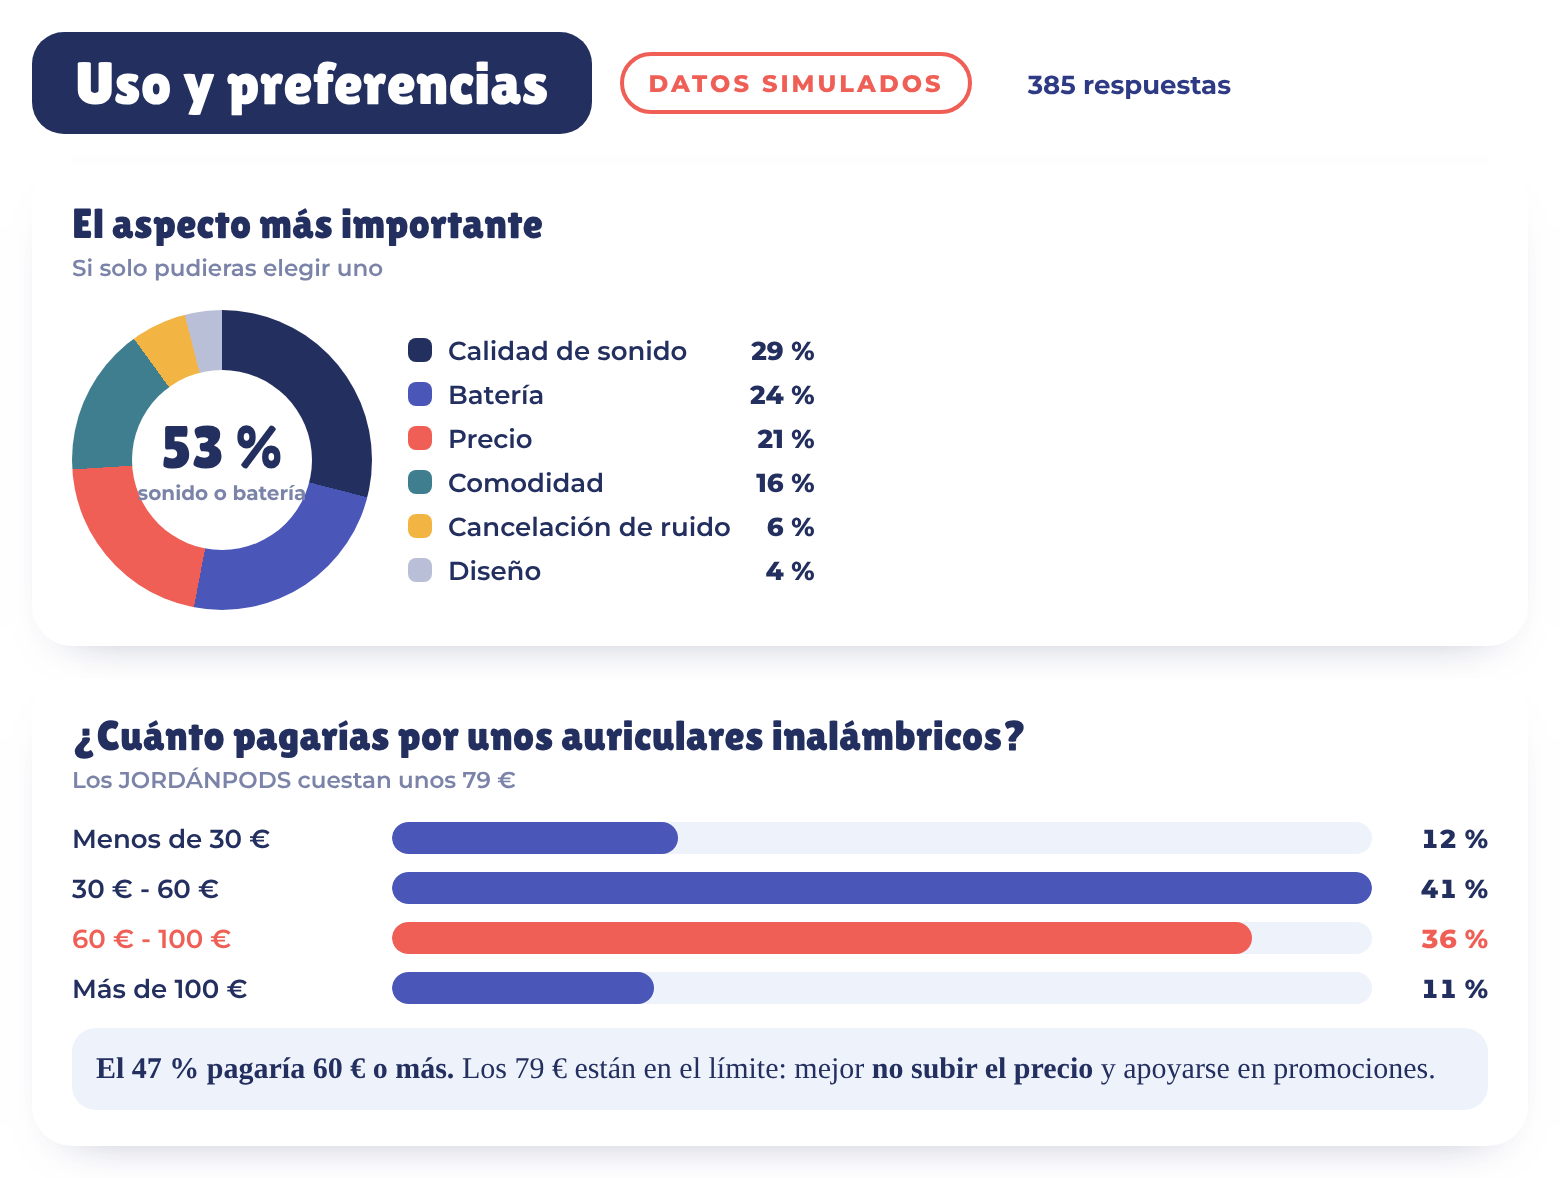 Uso y preferencias
DATOS SIMULADOS
385 respuestas
El aspecto más importante
Si solo pudieras elegir uno
53 %
sonido o batería
Calidad de sonido 29 %
Batería 24 %
Precio 21 %
Comodidad 16 %
Cancelación de ruido 6 %
Diseño 4 %
¿Cuánto pagarías por unos auriculares inalámbricos?
Los JORDÁNPODS cuestan unos 79 €
Menos de 30 € 12 %
30 € - 60 € 41 %
60 € - 100 € 36 %
Más de 100 € 11 %
El 47 % pagaría 60 € o más. Los 79 € están en el límite: mejor no subir el precio y apoyarse en promociones.